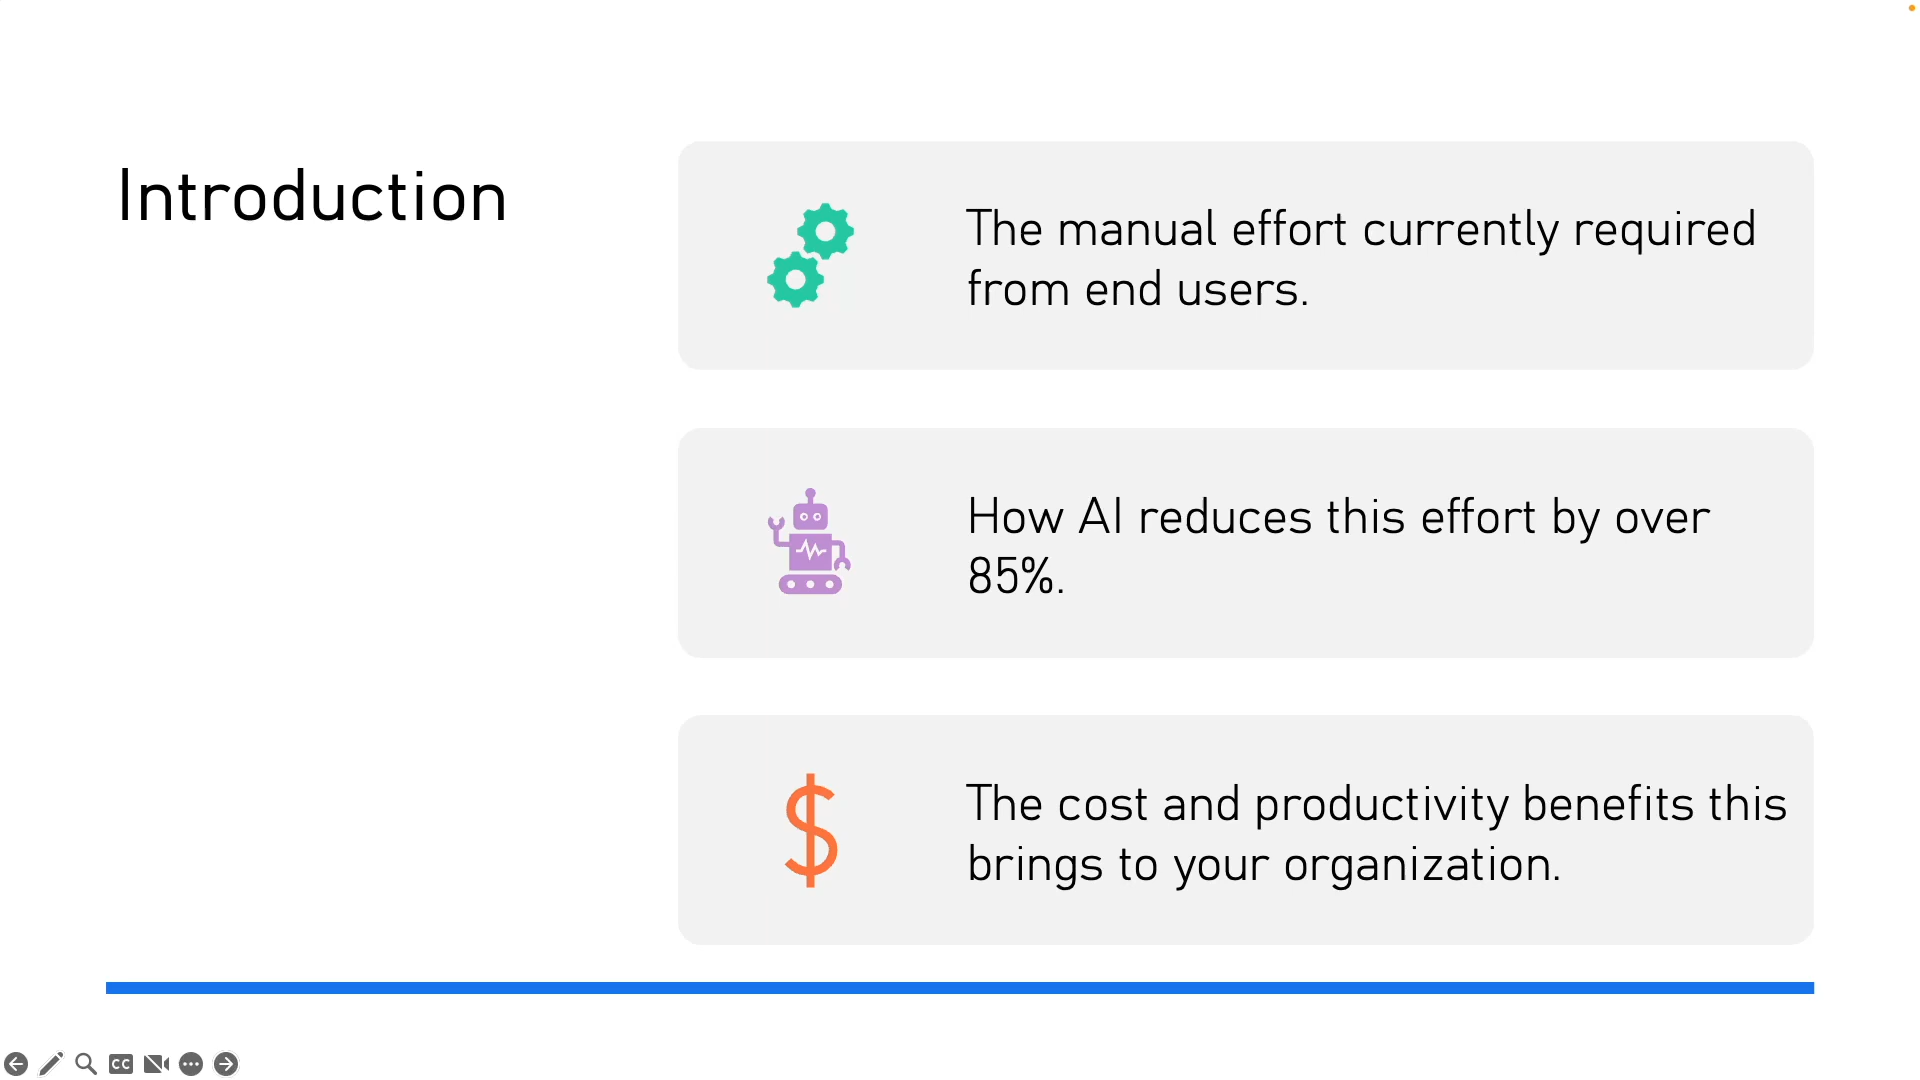 Introduction
The manual effort currently required
from end users.
How AI reduces this effort by over
85%.
$
The cost and productivity benefits this
brings to your organization.
CC